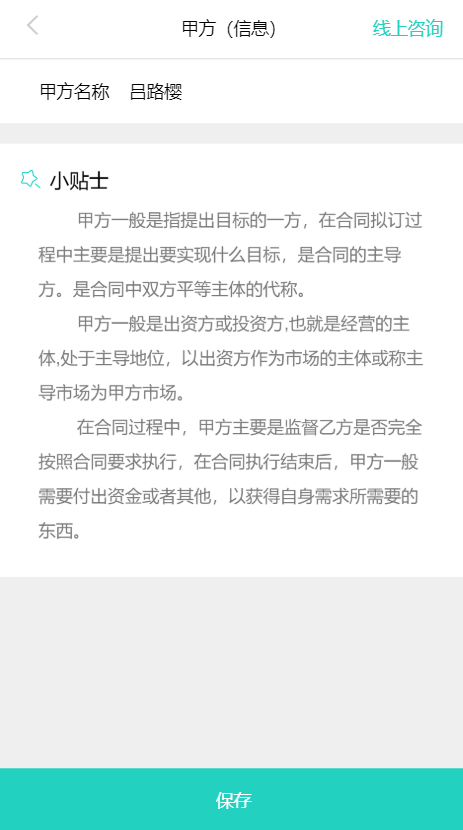 甲方（信息） 线上咨询
甲方名称 吕路樱
小贴士
甲方一般是指提出目标的一方，在合同拟订过
程中主要是提出要实现什么目标，是合同的主导
方。是合同中双方平等主体的代称。
甲方一般是出资方或投资方,也就是经营的主
体,处于主导地位，以出资方作为市场的主体或称主
导市场为甲方市场。
在合同过程中，甲方主要是监督乙方是否完全
按照合同要求执行，在合同执行结束后，甲方一般
需要付出资金或者其他，以获得自身需求所需要的
东西。
保存